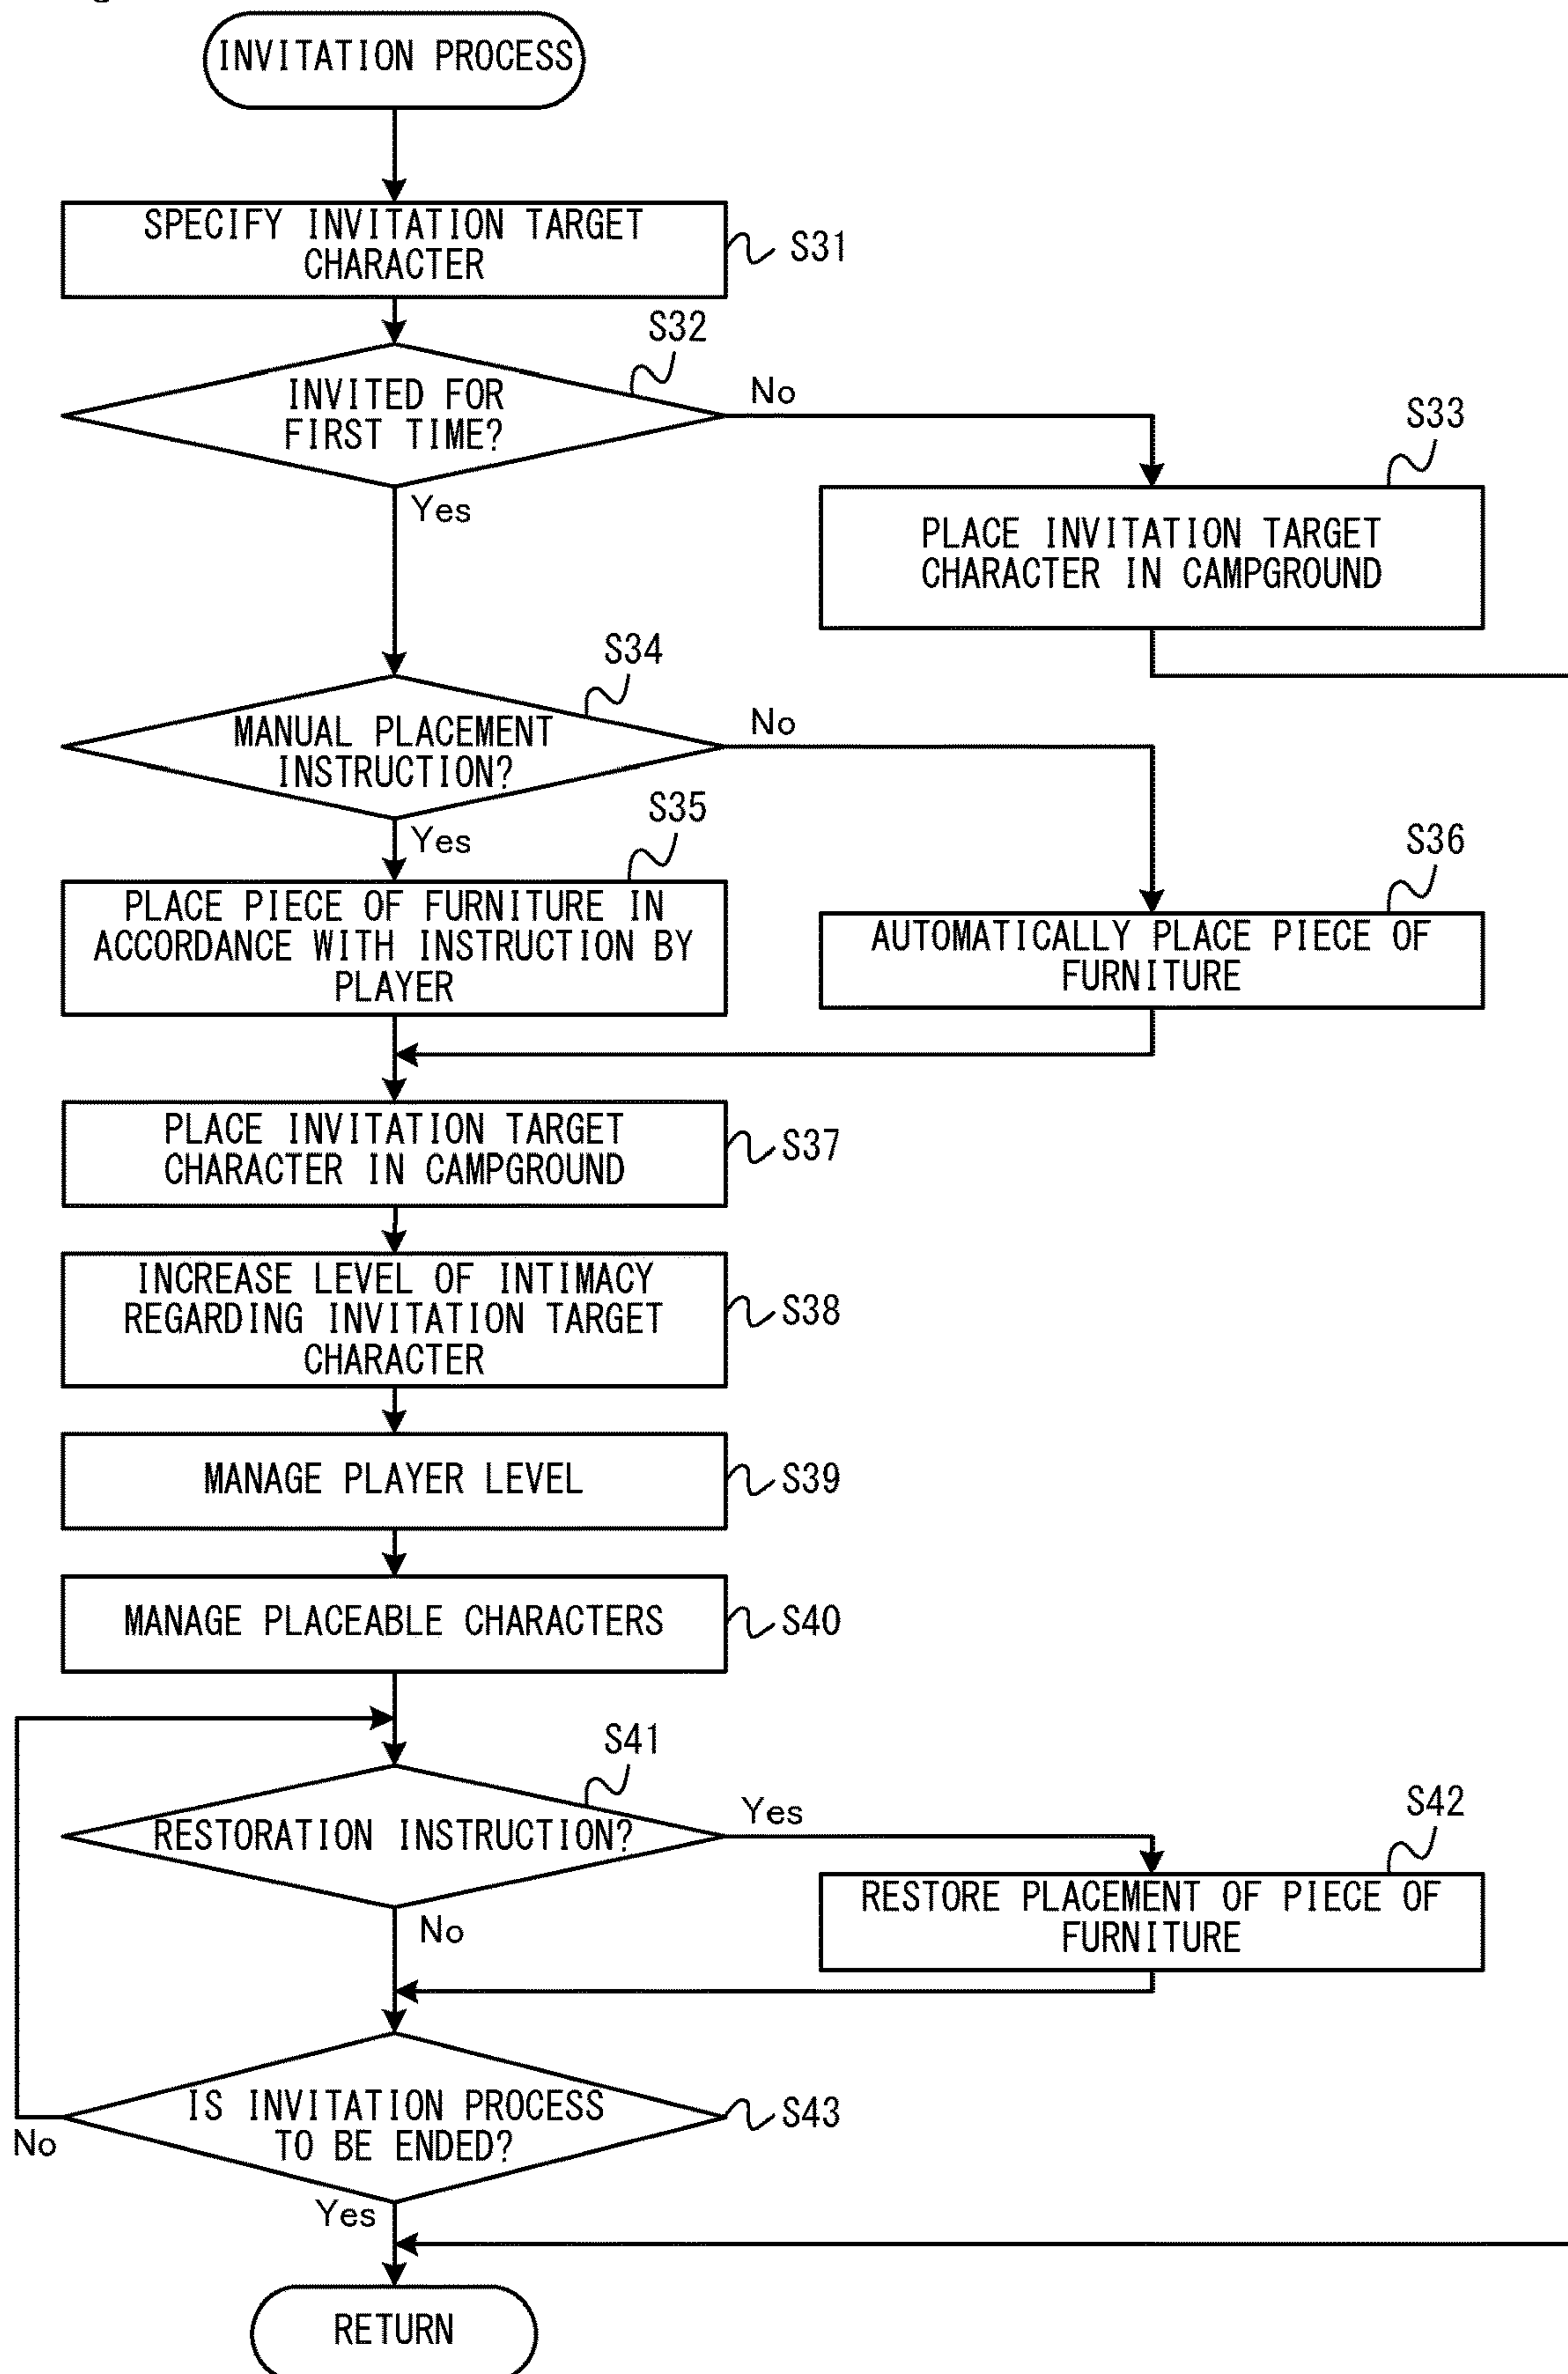 INVITATION PROCESS
SPECIFY INVITATION TARGET
CHARACTER
S31
S32
INVITED FOR
FIRST TIME?
No
Yes
S33
PLACE INVITATION TARGET
CHARACTER IN CAMPGROUND
S34
MANUAL PLACEMENT
INSTRUCTION?
No
Yes
S35
PLACE PIECE OF FURNITURE IN
ACCORDANCE WITH INSTRUCTION BY
PLAYER
S36
AUTOMATICALLY PLACE PIECE OF
FURNITURE
PLACE INVITATION TARGET
CHARACTER IN CAMPGROUND
S37
INCREASE LEVEL OF INTIMACY
REGARDING INVITATION TARGET
CHARACTER
S38
MANAGE PLAYER LEVEL
S39
MANAGE PLACEABLE CHARACTERS
S40
S41
RESTORATION INSTRUCTION?
Yes
No
S42
RESTORE PLACEMENT OF PIECE OF
FURNITURE
IS INVITATION PROCESS
TO BE ENDED?
S43
No
Yes
RETURN